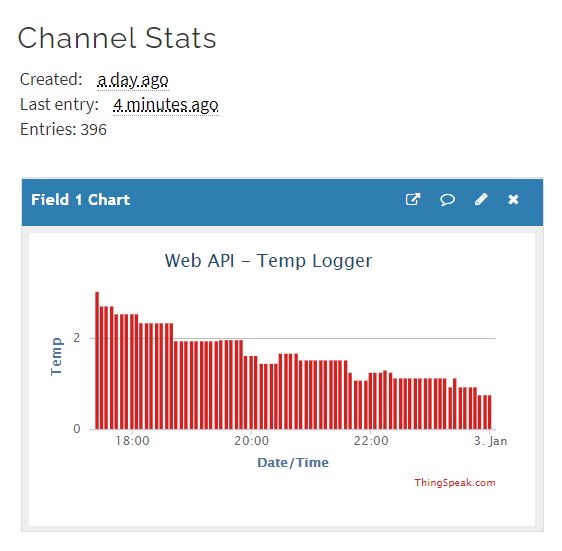 Channel Stats
Created: a day ago
Last entry: 4 minutes ago
Entries: 396
Field 1 Chart
Web API - Temp Logger
Temp
2
0
18:00 20:00 22:00 3. Jan
Date/Time
ThingSpeak.com